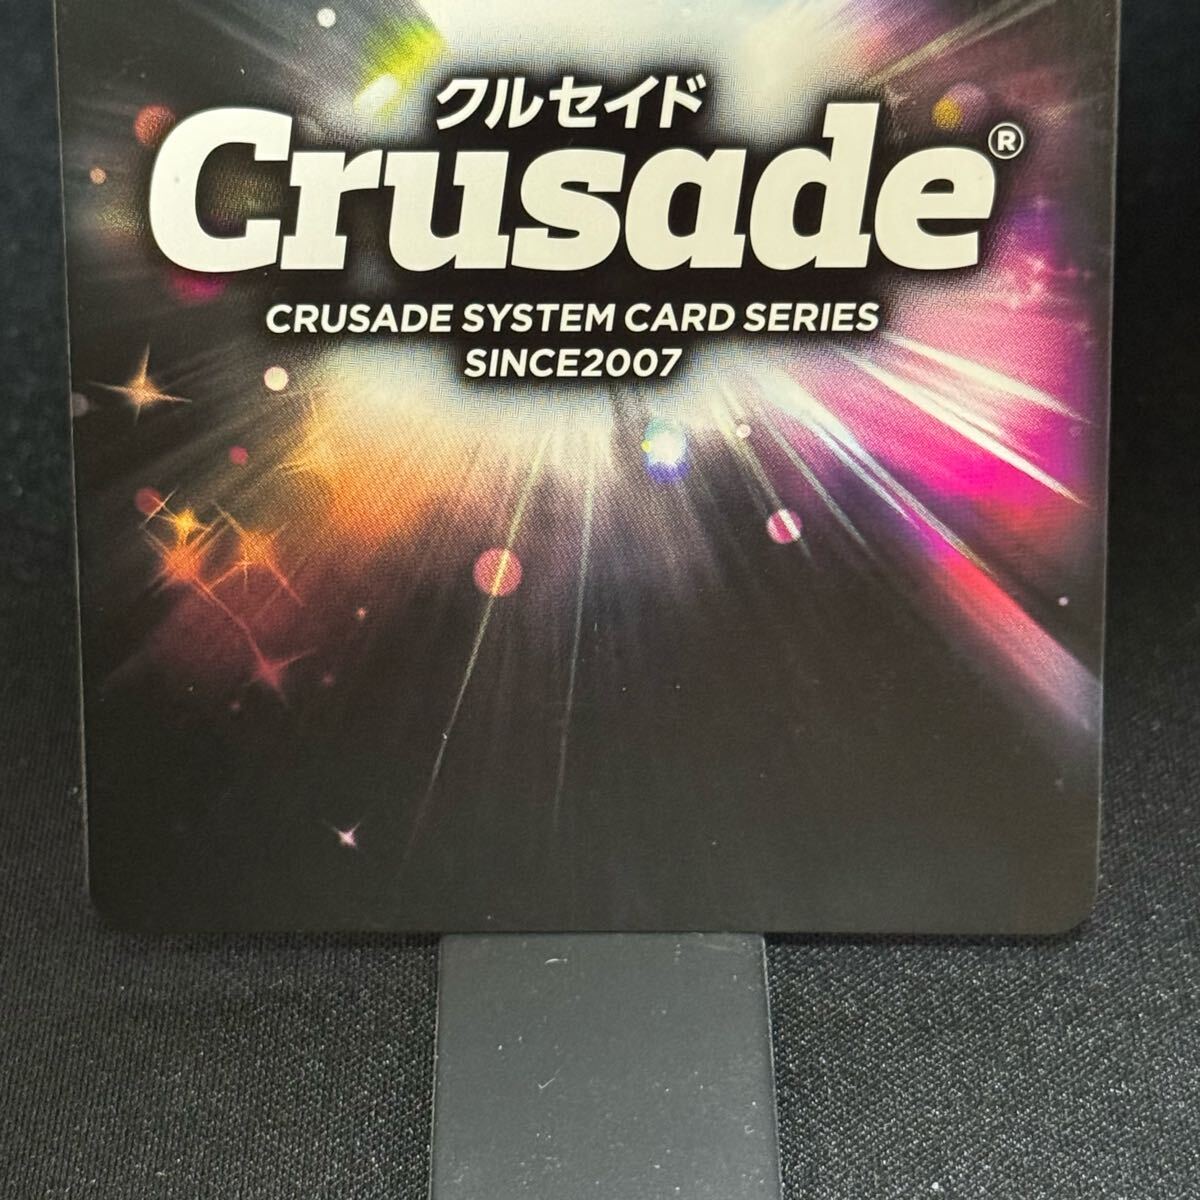 クルセイド
Crusade®
CRUSADE SYSTEM CARD SERIES
SINCE2007